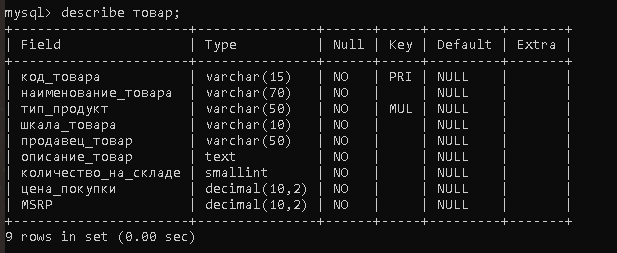 mysql> describe товар;
+---------------------+---------------+------+-----+---------+-------+
| Field               | Type          | Null | Key | Default | Extra |
+---------------------+---------------+------+-----+---------+-------+
| код_товара          | varchar(15)   | NO   | PRI | NULL    |       |
| наименование_товара | varchar(70)   | NO   |     | NULL    |       |
| тип_продукт         | varchar(50)   | NO   | MUL | NULL    |       |
| шкала_товара        | varchar(10)   | NO   |     | NULL    |       |
| продавец_товар      | varchar(50)   | NO   |     | NULL    |       |
| описание_товар      | text          | NO   |     | NULL    |       |
| количество_на_складе | smallint      | NO   |     | NULL    |       |
| цена_покупки        | decimal(10,2) | NO   |     | NULL    |       |
| MSRP                | decimal(10,2) | NO   |     | NULL    |       |
+---------------------+---------------+------+-----+---------+-------+
9 rows in set (0.00 sec)